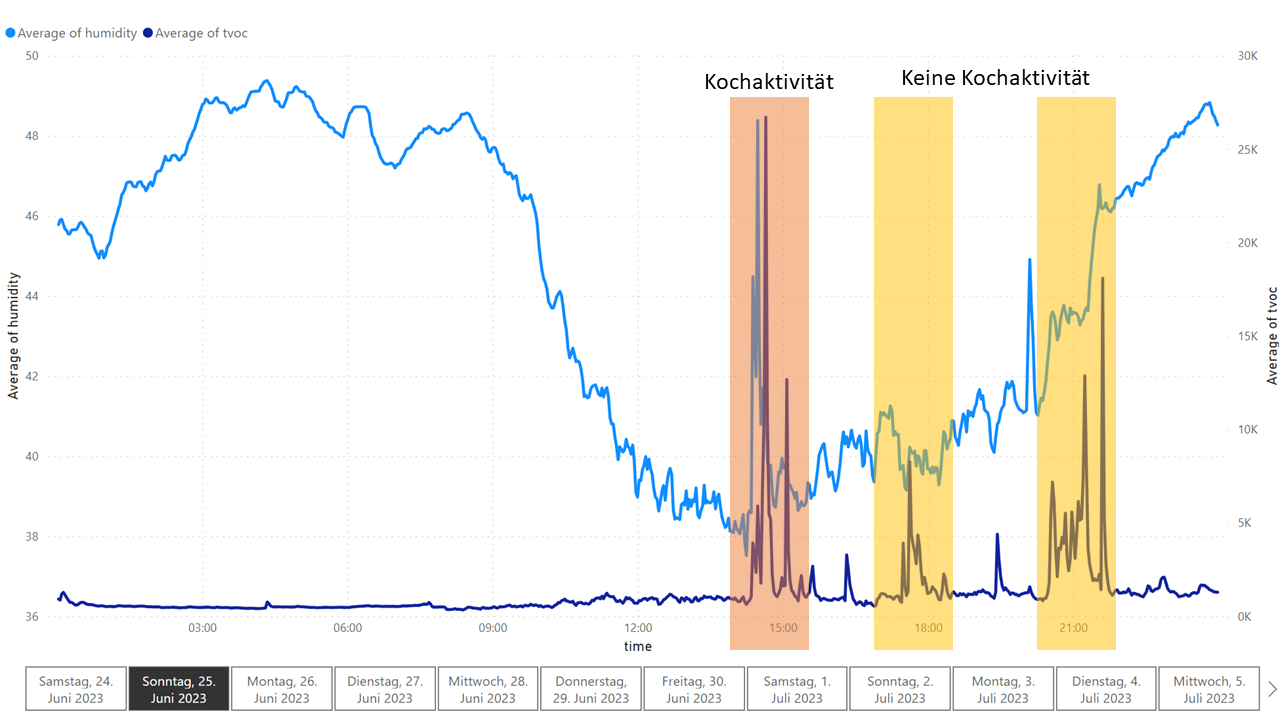 Average of humidity Average of tvoc
Kochaktivität
Keine Kochaktivität
50
48
46
44
42
40
38
36
Average of humidity
30K
25K
20K
15K
10K
5K
0K
Average of tvoc
03:00 06:00 09:00 12:00 15:00 18:00 21:00
time
Samstag, 24.
Juni 2023
Sonntag, 25.
Juni 2023
Montag, 26.
Juni 2023
Dienstag, 27.
Juni 2023
Mittwoch, 28.
Juni 2023
Donnerstag,
29. Juni 2023
Freitag, 30.
Juni 2023
Samstag, 1.
Juli 2023
Sonntag, 2.
Juli 2023
Montag, 3.
Juli 2023
Dienstag, 4.
Juli 2023
Mittwoch, 5.
Juli 2023